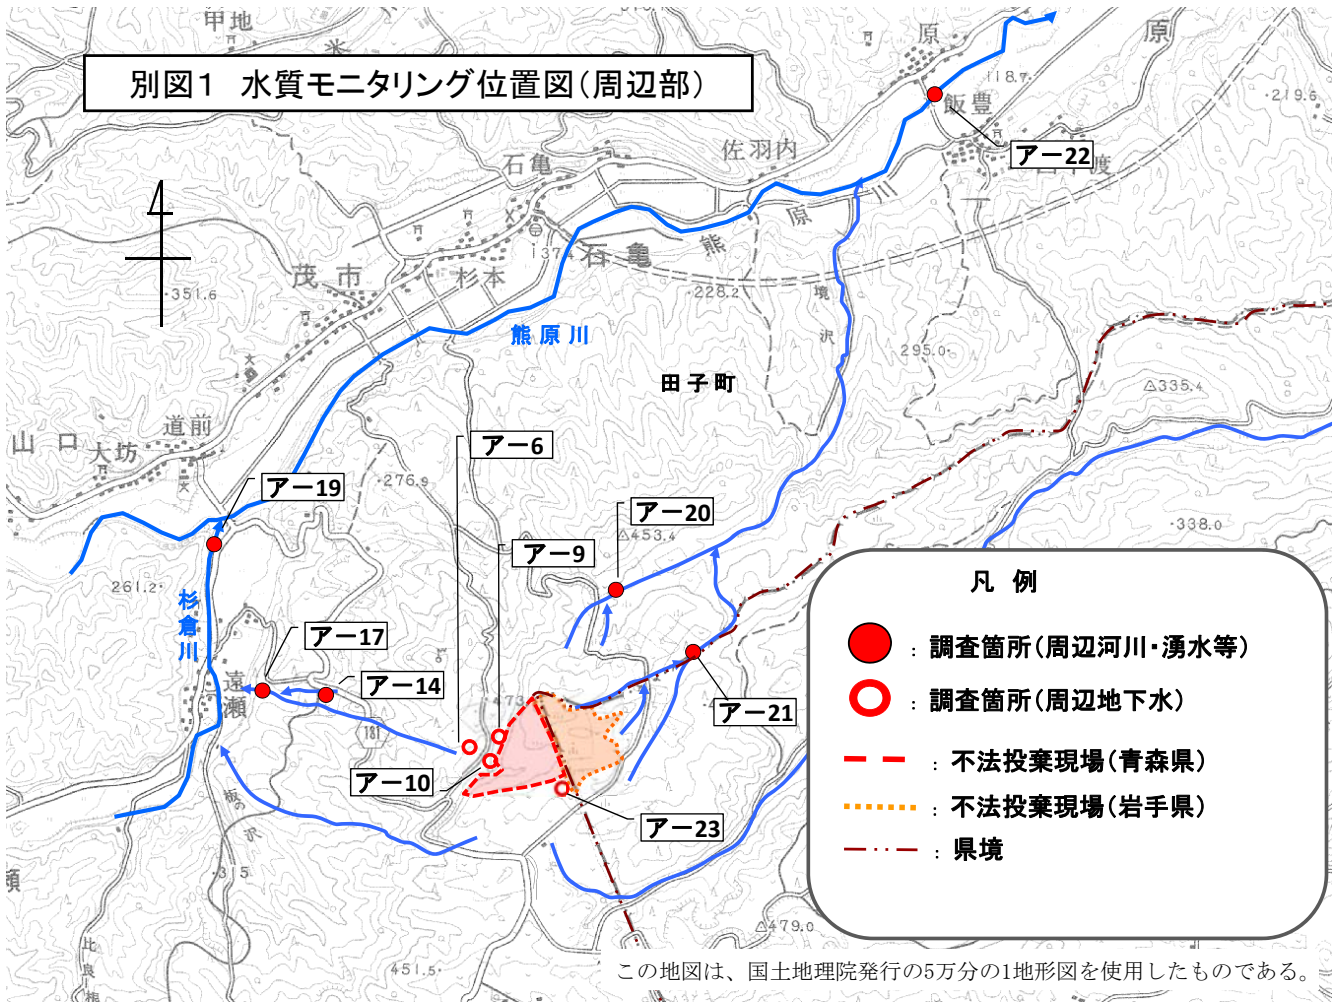 別図1 水質モニタリング位置図(周辺部)
甲地
米
原
原
118.7
・219.6
飯豊
ア-22
佐羽内
石亀
熊原川
1374
石亀
茂市
杉本
・351.6
・228.2
境沢
熊原川
295.0・
田子町
△335.4
道前
山口
大坊
ア-6
・276.9
ア-19
ア-20
△453.4
・338.0
ア-9
261.2・
杉倉川
ア-17
遠瀬
ア-14
・473
ア-21
181
ア-10
ア-23
・315
瀬
△479.0
451.5・
比良
根
凡 例
:調査箇所(周辺河川・湧水等)
:調査箇所(周辺地下水)
:不法投棄現場(青森県)
:不法投棄現場(岩手県)
:県境
この地図は、国土地理院発行の5万分の1地形図を使用したものである。